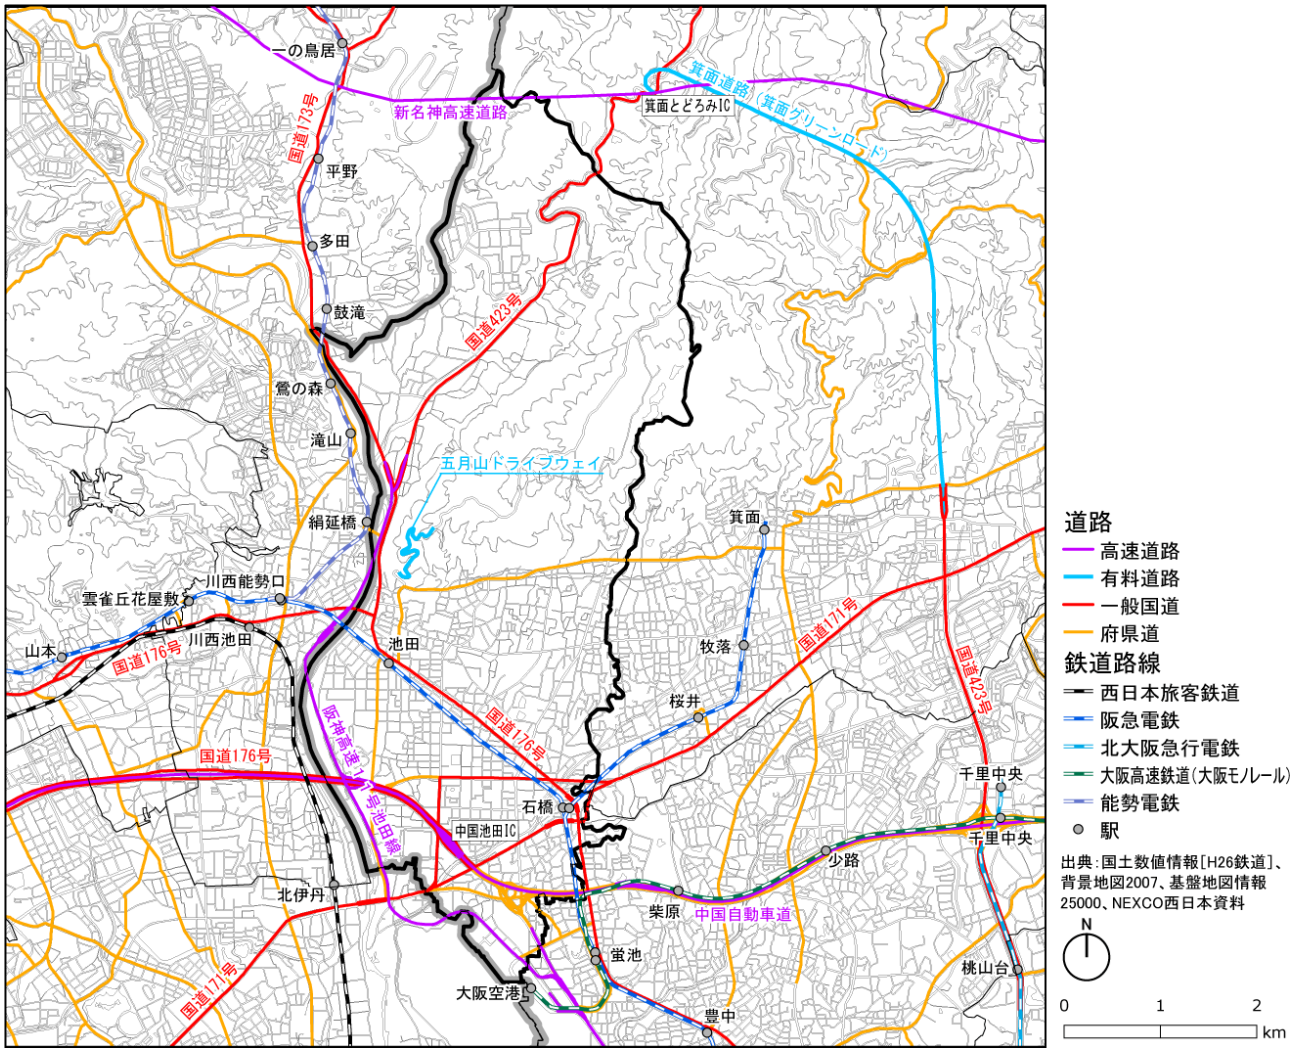 一の鳥居
国道173号
新名神高速道路
箕面道路(箕面グリーンロード)
箕面とどろみIC
平野
多田
鼓滝
国道423号
鶯の森
滝山
五月山ドライブウェイ
絹延橋
箕面
川西能勢口
雲雀丘花屋敷
川西池田
山本
国道176号
池田
牧落
国道171号
桜井
国道423号
国道176号
阪神高速11号池田線
国道176号
千里中央
石橋
中国池田IC
千里中央
少路
北伊丹
柴原
中国自動車道
蛍池
国道171号
大阪空港
桃山台
豊中
道路
高速道路
有料道路
一般国道
府県道
鉄道路線
西日本旅客鉄道
阪急電鉄
北大阪急行電鉄
大阪高速鉄道(大阪モノレール)
能勢電鉄
駅
出典:国土数値情報[H26鉄道]、
背景地図2007、基盤地図情報
25000、NEXCO西日本資料
N
0 1 2
km